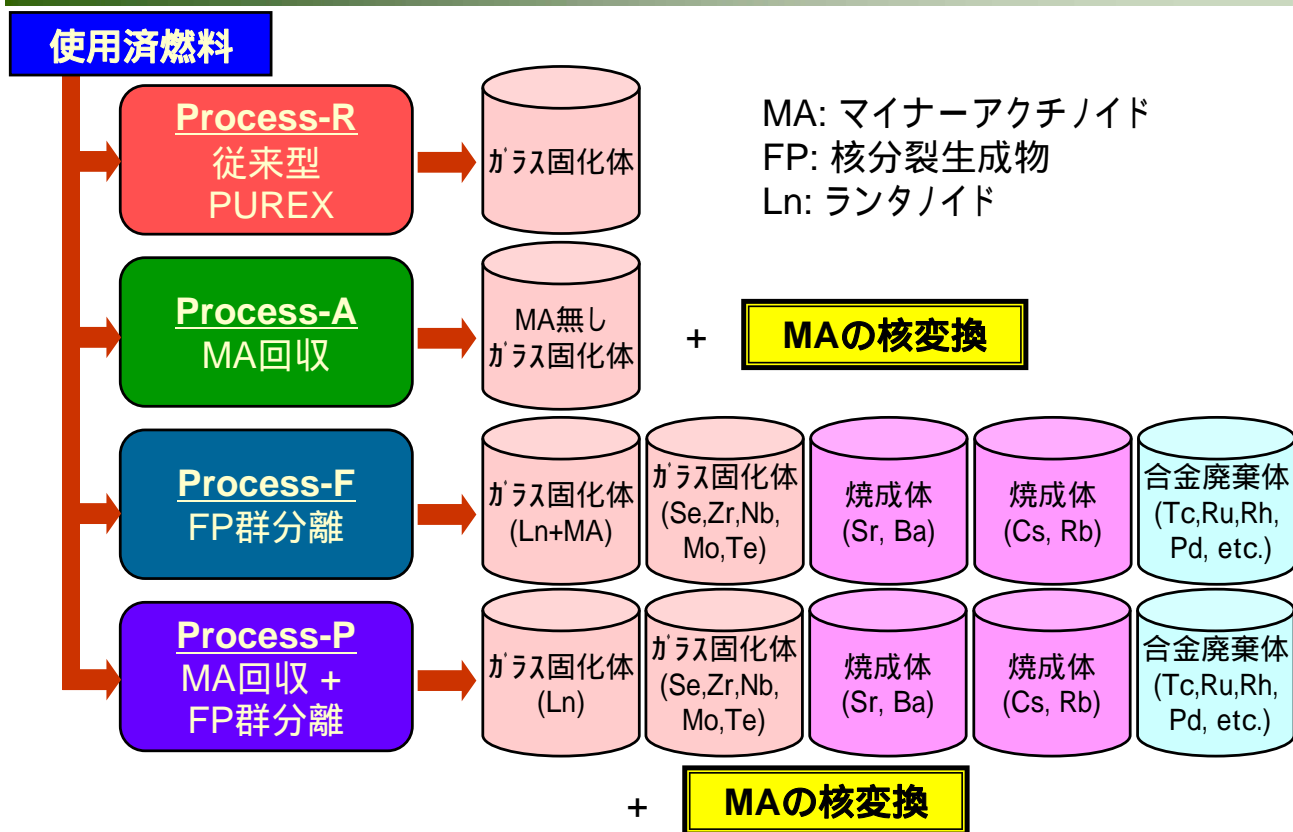 使用済燃料
Process-R
従来型
PUREX
ガラス固化体
MA: マイナーアクチノイド
FP: 核分裂生成物
Ln: ランタノイド
Process-A
MA回収
MA無し
ガラス固化体
+
MAの核変換
Process-F
FP群分離
ガラス固化体
(Ln+MA)
ガラス固化体
(Se,Zr,Nb,
Mo,Te)
焼成体
(Sr, Ba)
焼成体
(Cs, Rb)
合金廃棄体
(Tc,Ru,Rh,
Pd, etc.)
Process-P
MA回収 +
FP群分離
ガラス固化体
(Ln)
ガラス固化体
(Se,Zr,Nb,
Mo,Te)
焼成体
(Sr, Ba)
焼成体
(Cs, Rb)
合金廃棄体
(Tc,Ru,Rh,
Pd, etc.)
+
MAの核変換